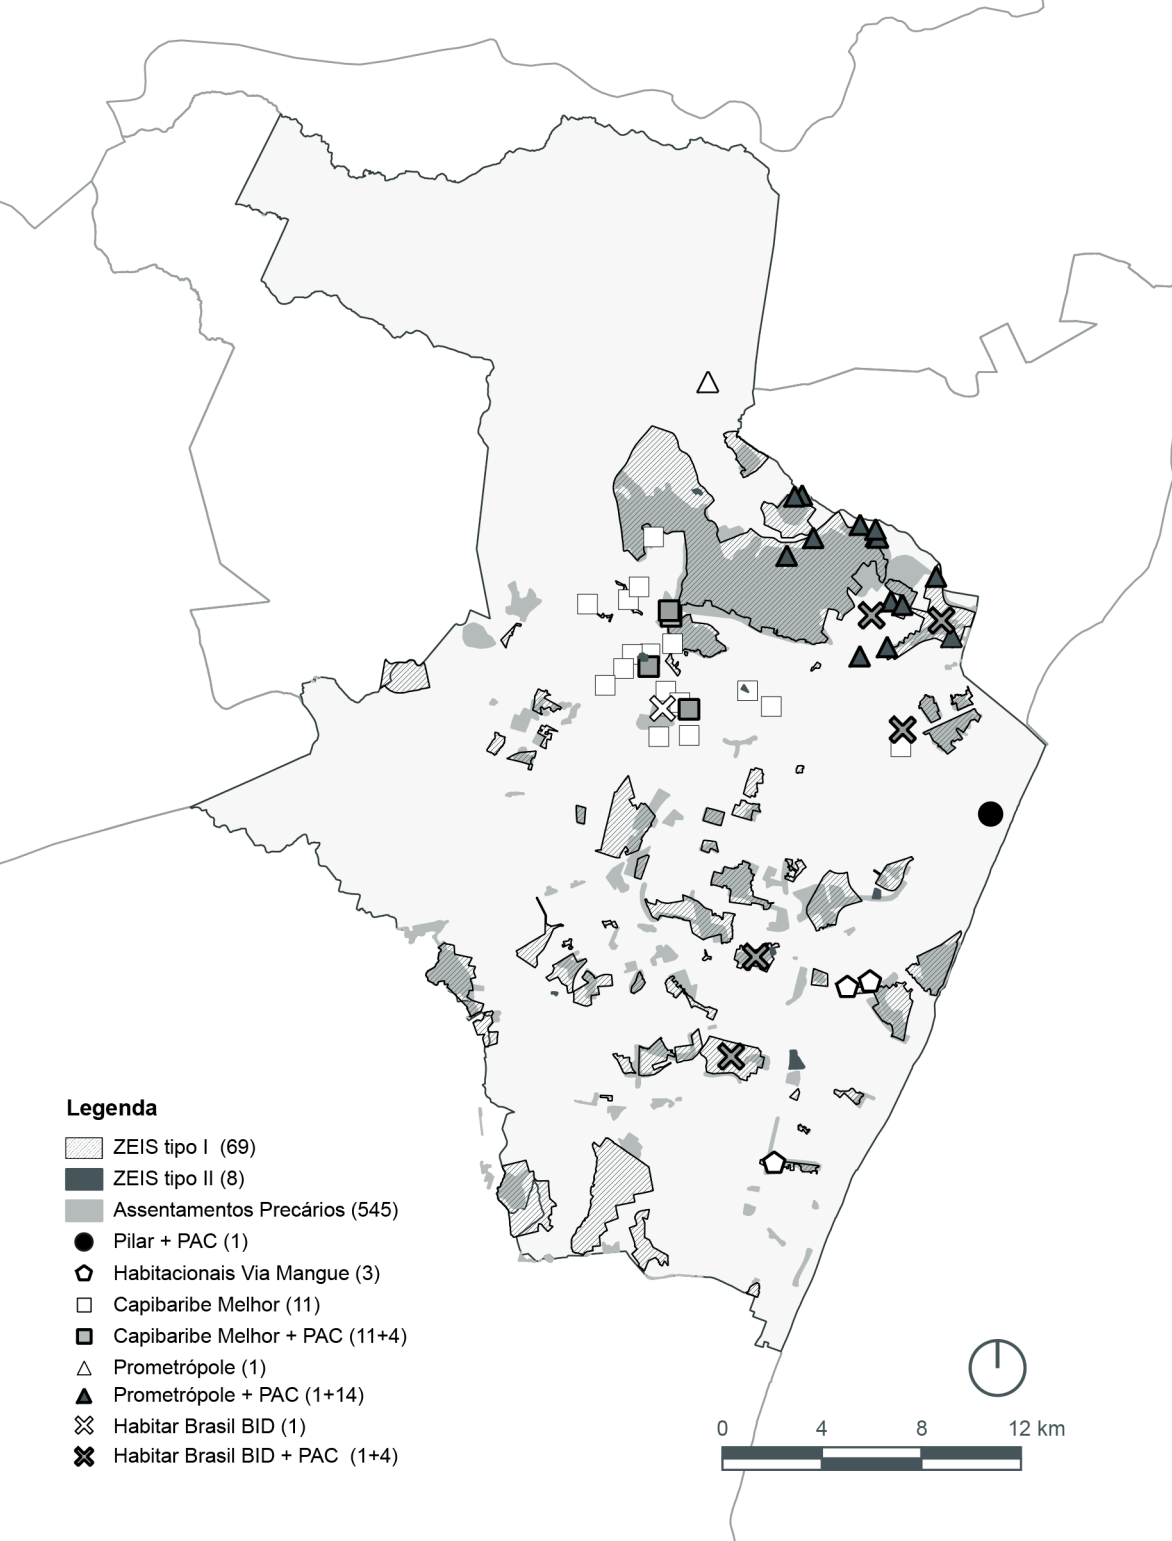 Legenda
ZEIS tipo I (69)
ZEIS tipo II (8)
Assentamentos Precários (545)
Pilar + PAC (1)
Habitacionais Via Mangue (3)
Capibaribe Melhor (11)
Capibaribe Melhor + PAC (11+4)
Prometrópole (1)
Prometrópole + PAC (1+14)
Habitar Brasil BID (1)
Habitar Brasil BID + PAC (1+4)
0 4 8 12 km